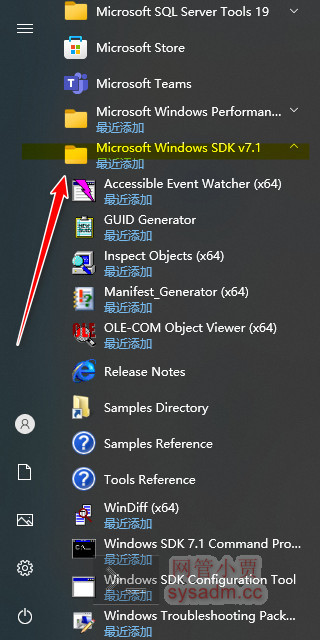 Microsoft SQL Server Tools 19
Microsoft Store
Microsoft Teams
Microsoft Windows Performan...
最近添加
Microsoft Windows SDK v7.1
最近添加
Accessible Event Watcher (x64)
最近添加
GUID Generator
最近添加
Inspect Objects (x64)
最近添加
Manifest_Generator (x64)
最近添加
OLE-COM Object Viewer (x64)
最近添加
Release Notes
Samples Directory
Samples Reference
Tools Reference
WinDiff (x64)
最近添加
Windows SDK 7.1 Command Pro...
最近添加
Windows SDK Configuration Tool
最近添加
Windows Troubleshooting Pack...
最近添加
网管小贾
sysadm.cc